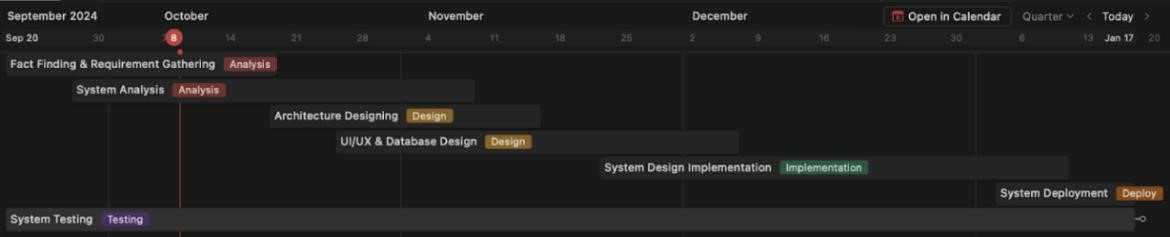 September 2024 October November December Open in Calendar Quarter Today
Sep 20 30 7 8 14 21 28 4 11 18 25 2 9 16 23 30 6 13 Jan 17 20
Fact Finding & Requirement Gathering Analysis
System Analysis Analysis
Architecture Designing Design
UI/UX & Database Design Design
System Design Implementation Implementation
System Deployment Deploy
System Testing Testing